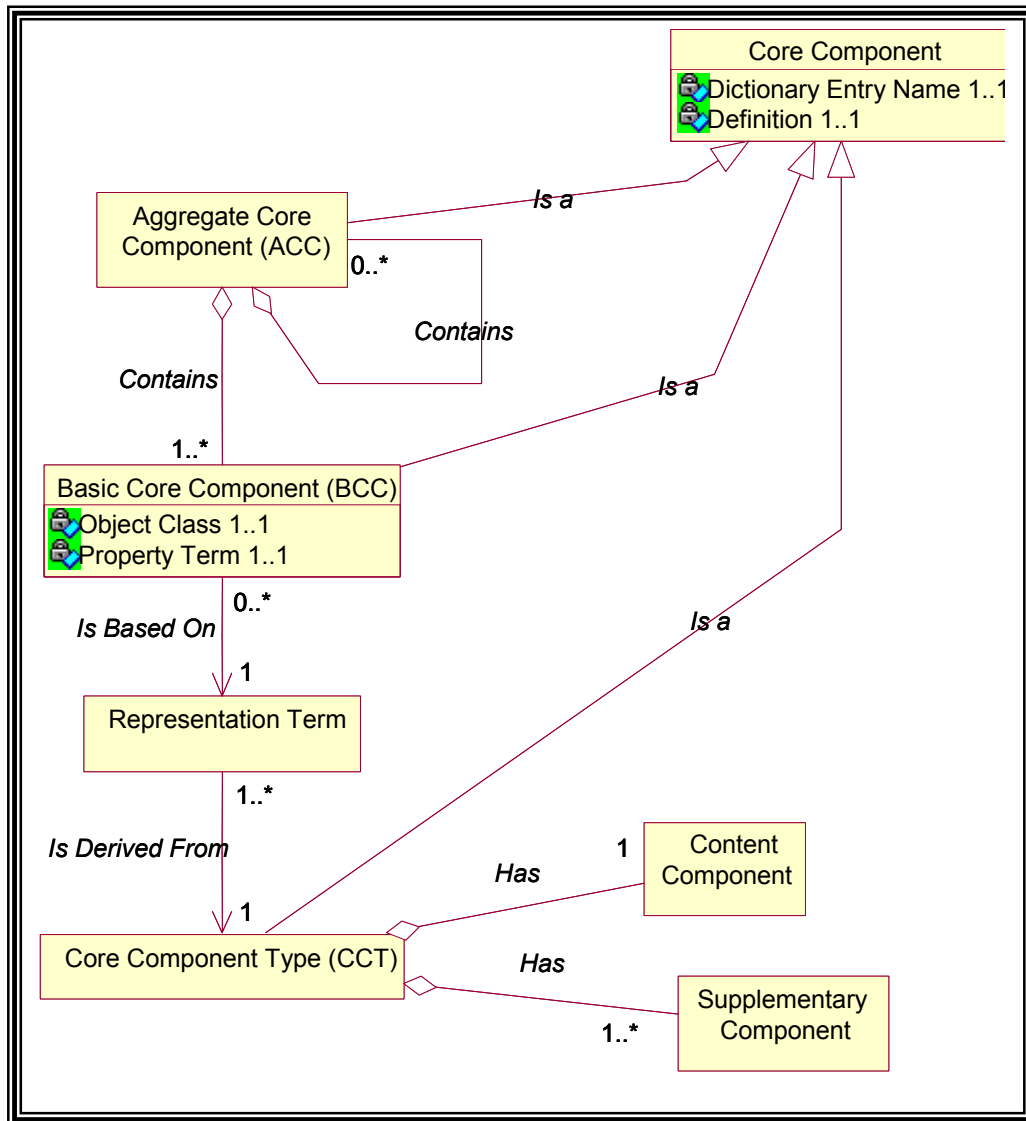 Core Component
Dictionary Entry Name 1..1
Definition 1..1
Is a
Aggregate Core
Component (ACC)
0..*
Contains
Contains
Is a
1..*
Basic Core Component (BCC)
Object Class 1..1
Property Term 1..1
0..*
Is Based On
Is a
1
Representation Term
1..*
Is Derived From
1
Content
Component
Has
1
Core Component Type (CCT)
Has
Supplementary
Component
1..*